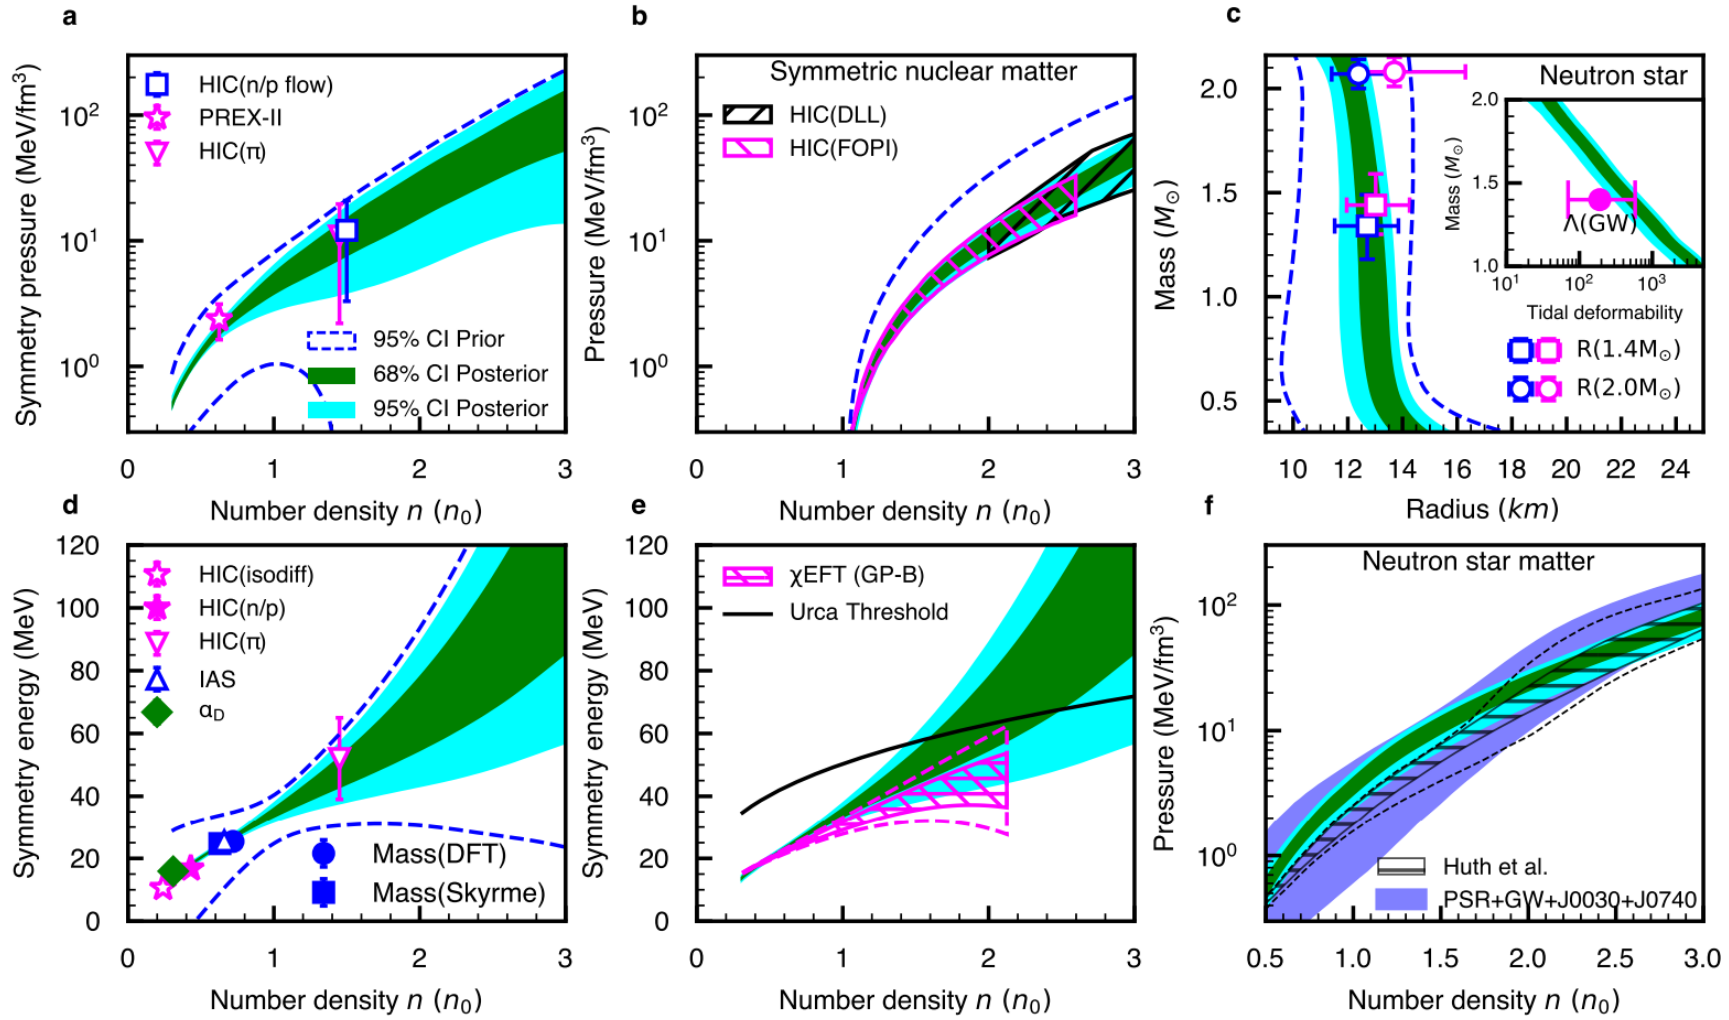 a
Symmetry pressure (MeV/fm³)
10²
10¹
10⁰
HIC(n/p flow)
PREX-II
HIC(π)
95% CI Prior
68% CI Posterior
95% CI Posterior
0 1 2 3
Number density n (n₀)
b
Pressure (MeV/fm³)
10²
10¹
10⁰
Symmetric nuclear matter
HIC(DLL)
HIC(FOPI)
0 1 2 3
Number density n (n₀)
c
Mass (M⊙)
2.0
1.5
1.0
0.5
Neutron star
Mass (M⊙)
2.0
1.5
1.0
Λ(GW)
10¹ 10² 10³
Tidal deformability
R(1.4M⊙)
R(2.0M⊙)
10 12 14 16 18 20 22 24
Radius (km)
d
Symmetry energy (MeV)
120
100
80
60
40
20
0
HIC(isodiff)
HIC(n/p)
HIC(π)
IAS
α_D
Mass(DFT)
Mass(Skyrme)
0 1 2 3
Number density n (n₀)
e
Symmetry energy (MeV)
120
100
80
60
40
20
0
χEFT (GP-B)
Urca Threshold
0 1 2 3
Number density n (n₀)
f
Pressure (MeV/fm³)
10²
10¹
10⁰
Neutron star matter
Huth et al.
PSR+GW+J0030+J0740
0.5 1.0 1.5 2.0 2.5 3.0
Number density n (n₀)